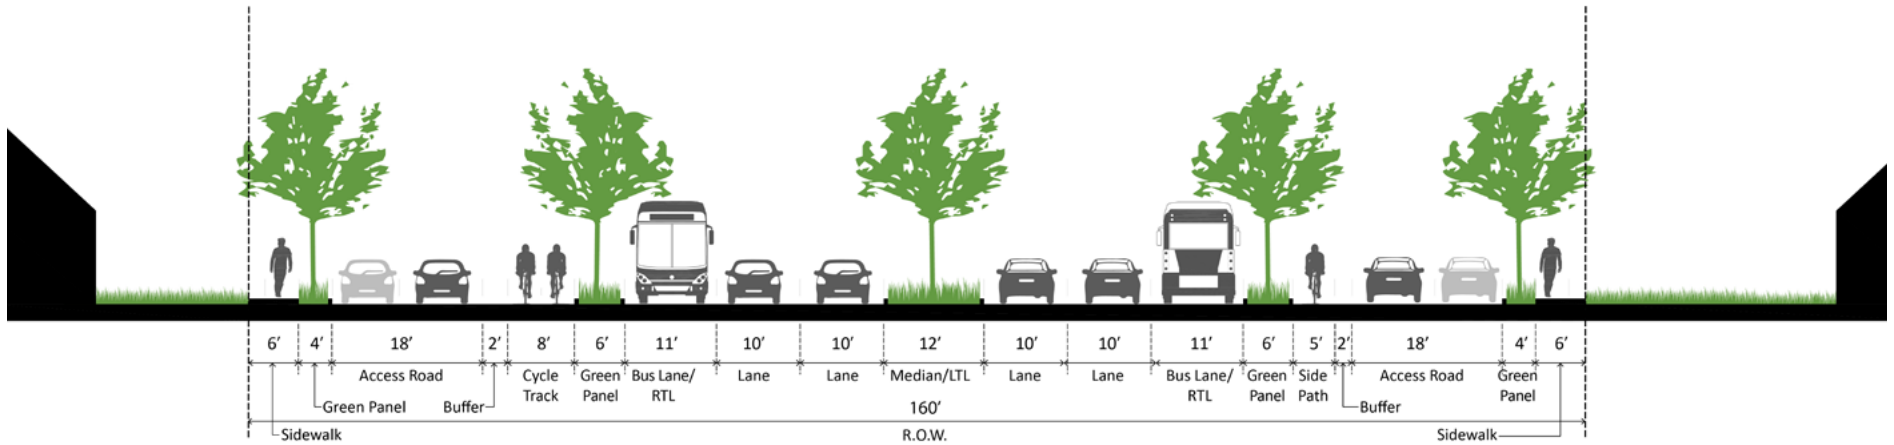 6′ 4′ 18′ 2′ 8′ 6′ 11′ 10′ 10′ 12′ 10′ 10′ 11′ 6′ 5′ 2′ 18′ 4′ 6′
Access Road Cycle Green Bus Lane/ Lane Lane Median/LTL Lane Lane Bus Lane/ Green Side Access Road Green
Track Panel RTL RTL Panel Path Panel
Green Panel Buffer 160′ Buffer
Sidewalk R.O.W. Sidewalk